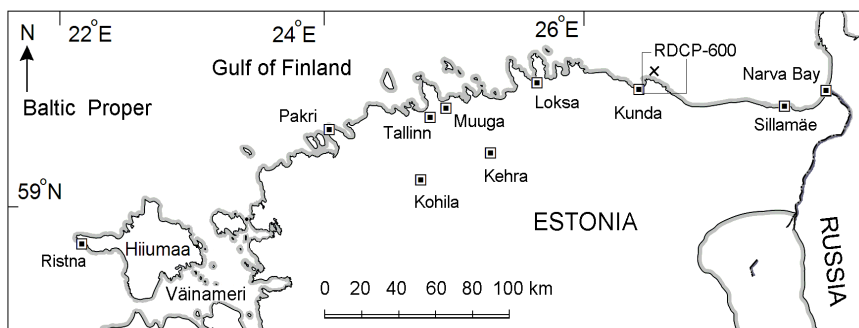 22°E
24°E
26°E
N
Gulf of Finland
RDCP-600
Narva Bay
Baltic Proper
Pakri
Tallinn
Muuga
Loksa
Kunda
Sillamäe
Kehra
59°N
Kohila
ESTONIA
RUSSIA
Ristna
Hiiumaa
Väinameri
0 20 40 60 80 100 km